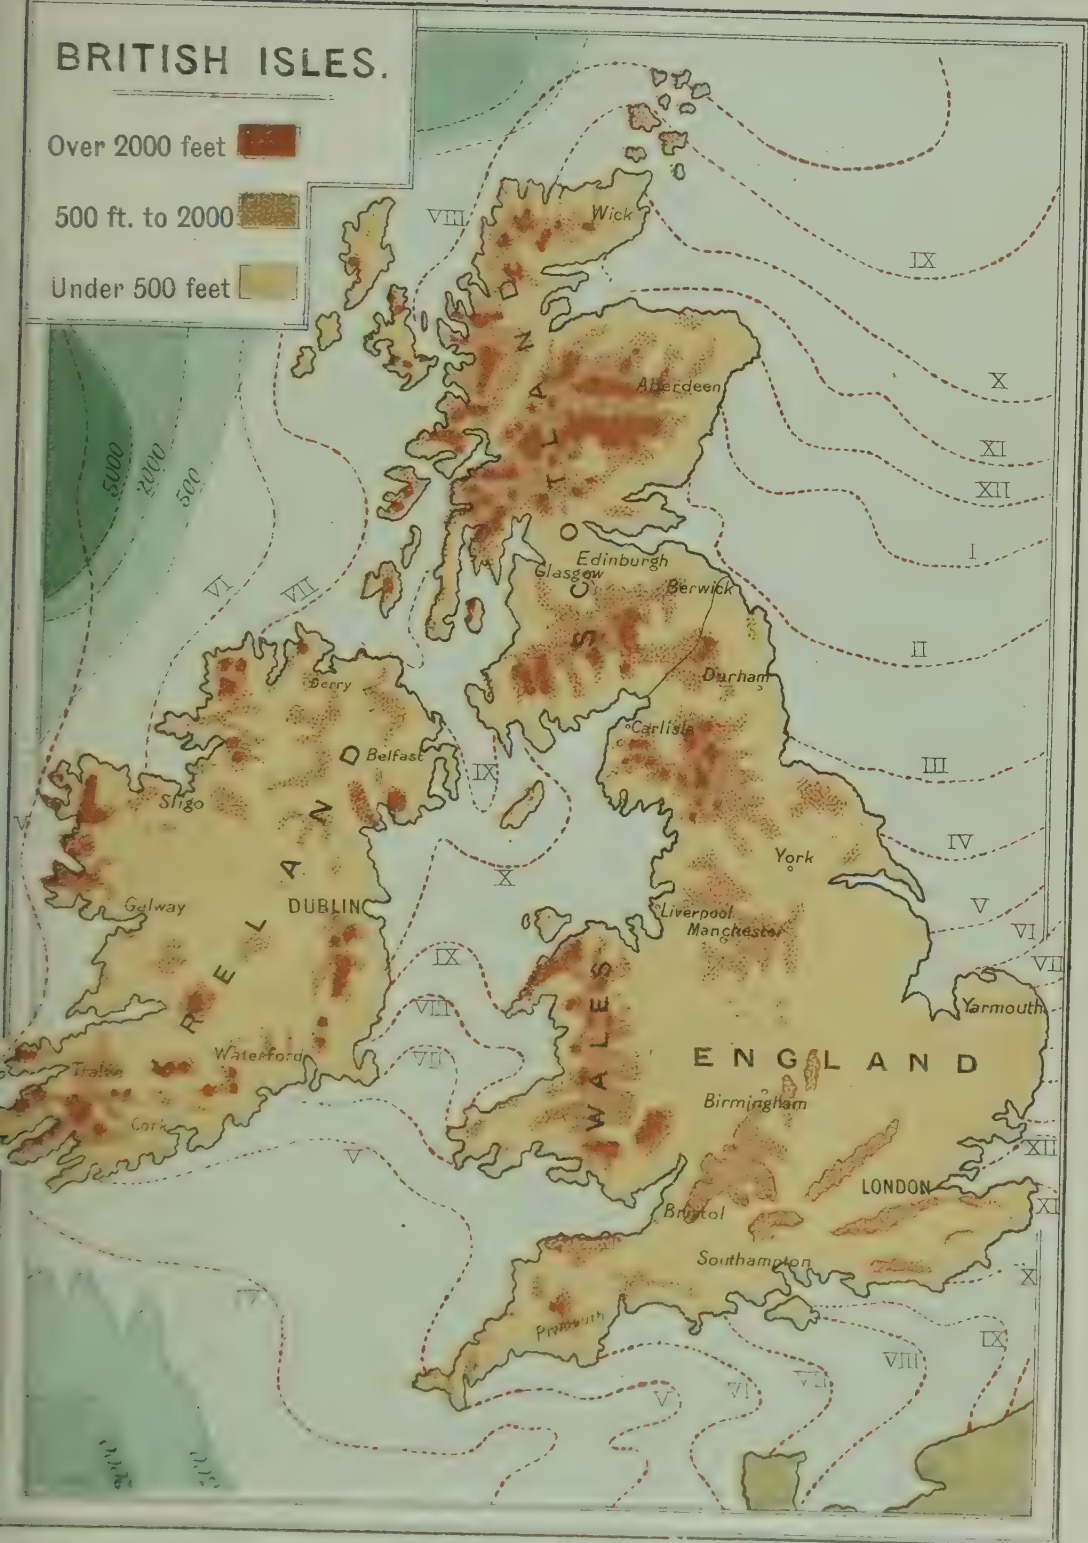 BRITISH ISLES.
Over 2000 feet
500 ft. to 2000
Under 500 feet
5000
2000
500
VIII
Wick
IX
X
Aberdeen
XI
XII
I
SCOTLAND
Edinburgh
Glasgow
Berwick
VI
VII
II
Derry
Durham
Carlisle
Belfast
IX
III
Sligo
IRELAND
IV
York
X
V
Galway
DUBLIN
Liverpool
Manchester
V
VI
VII
IX
VIII
VII
WALES
Yarmouth
ENGLAND
Tralee
Waterford
Birmingham
Cork
V
XII
LONDON
XI
Bristol
Southampton
X
IV
Plymouth
IX
VIII
VII
VI
V